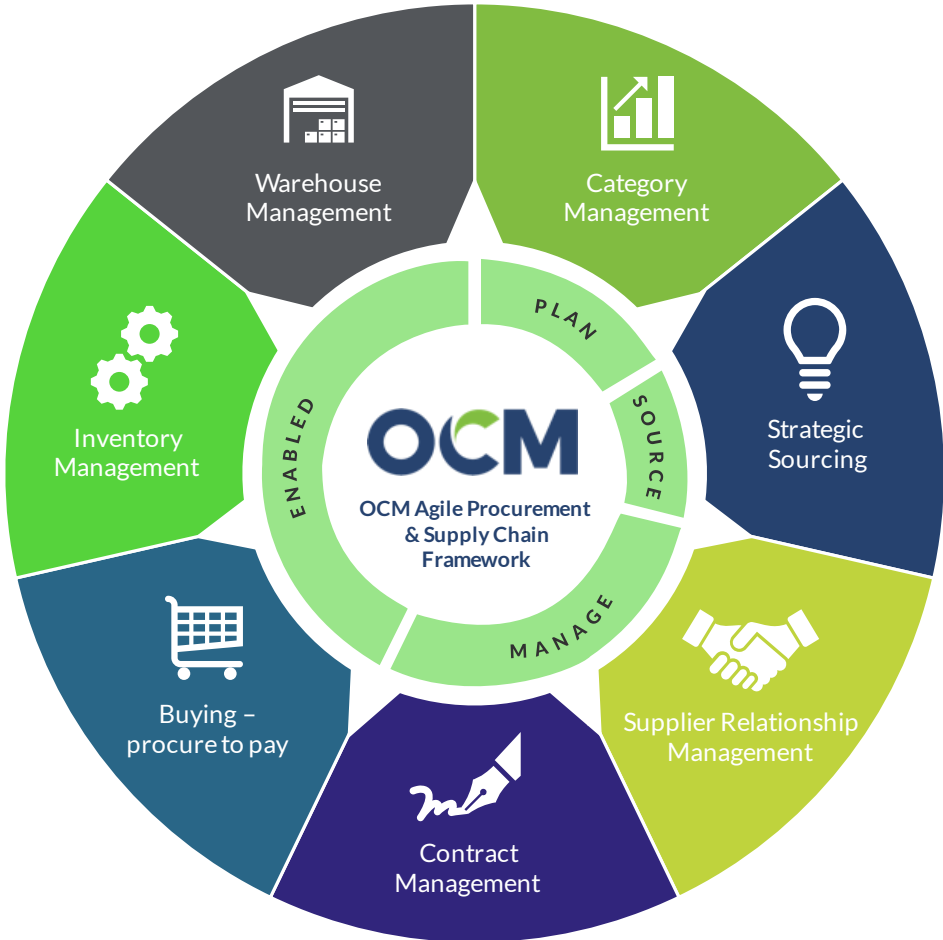 Warehouse
Management
Category
Management
Strategic
Sourcing
Supplier Relationship
Management
Contract
Management
Buying –
procure to pay
Inventory
Management
PLAN
SOURCE
MANAGE
ENABLED
OCM
OCM Agile Procurement
& Supply Chain
Framework